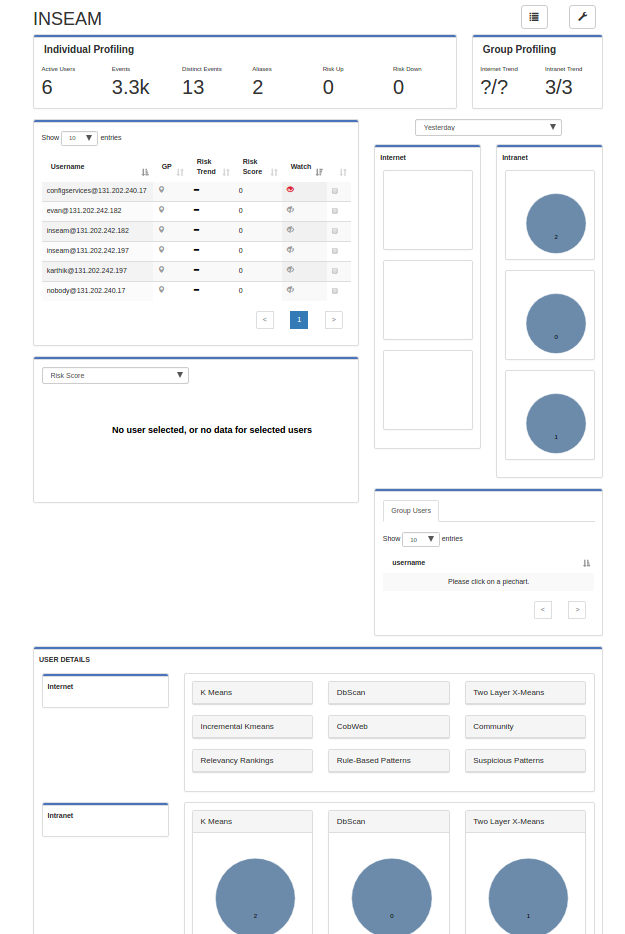 INSEAM
Individual Profiling
Active Users Events Distinct Events Aliases Risk Up Risk Down
6 3.3k 13 2 0 0
Group Profiling
Internet Trend Intranet Trend
?/? 3/3
Show 10 entries
Username GP Risk Trend Risk Score Watch
configservices@131.202.240.17 0
evan@131.202.242.182 0
inseam@131.202.242.182 0
inseam@131.202.242.197 0
karthik@131.202.242.197 0
nobody@131.202.240.17 0
< 1 >
Risk Score
No user selected, or no data for selected users
Yesterday
Internet
Intranet
2
0
1
Group Users
Show 10 entries
username
Please click on a piechart.
< >
USER DETAILS
Internet
K Means DbScan Two Layer X-Means
Incremental Kmeans CobWeb Community
Relevancy Rankings Rule-Based Patterns Suspicious Patterns
Intranet
K Means DbScan Two Layer X-Means
2 0 1